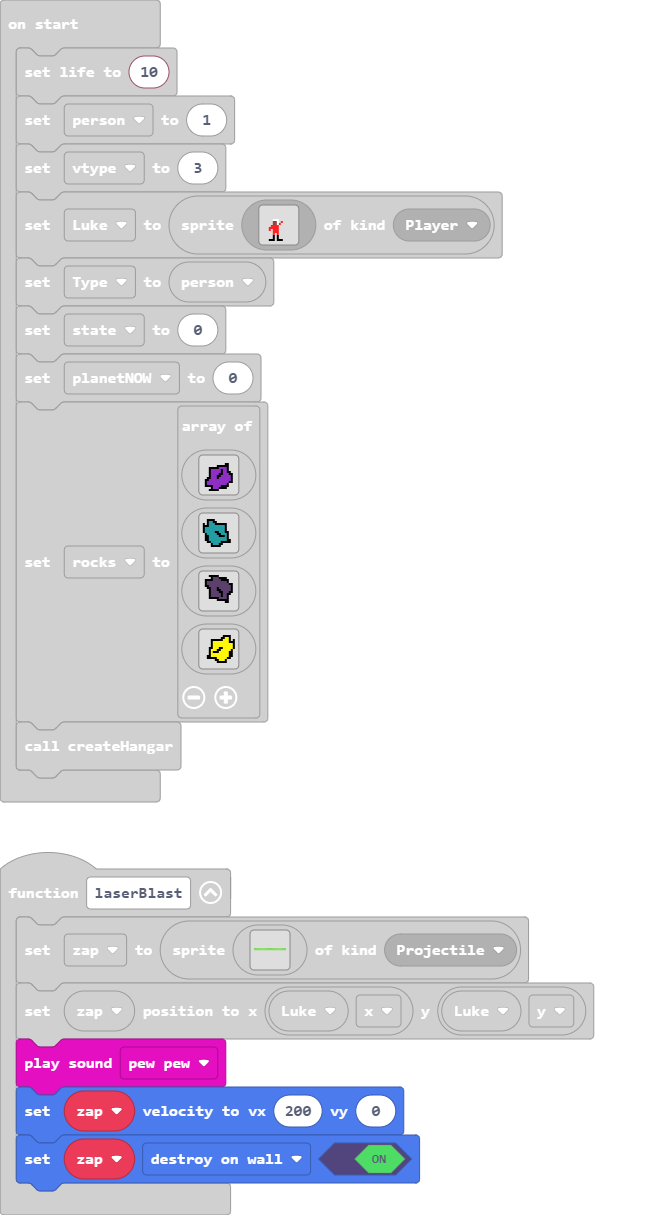 on start
set life to 10
set person to 1
set vtype to 3
set Luke to sprite of kind Player
set Type to person
set state to 0
set planetNOW to 0
array of
set rocks to
call createHangar
function laserBlast
set zap to sprite of kind Projectile
set zap position to x Luke x y Luke y
play sound pew pew
set zap velocity to vx 200 vy 0
set zap destroy on wall ON